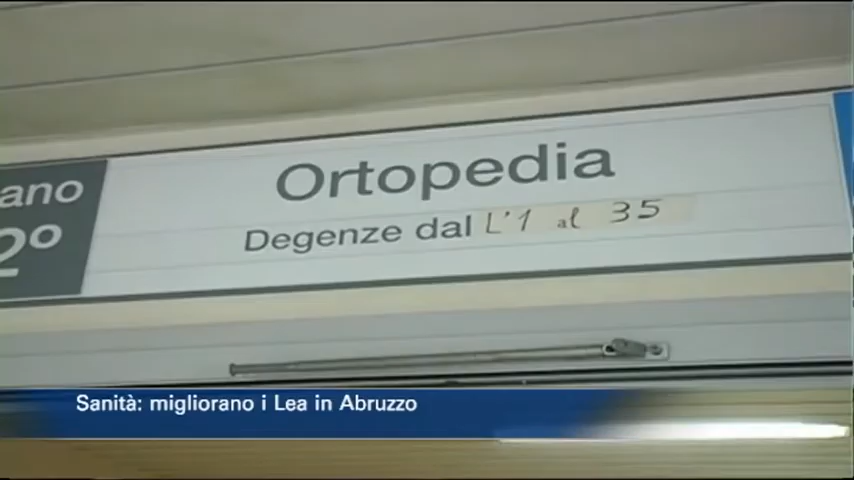 ano
2º
Ortopedia
Degenze dal L'1 al 35
Sanità: migliorano i Lea in Abruzzo